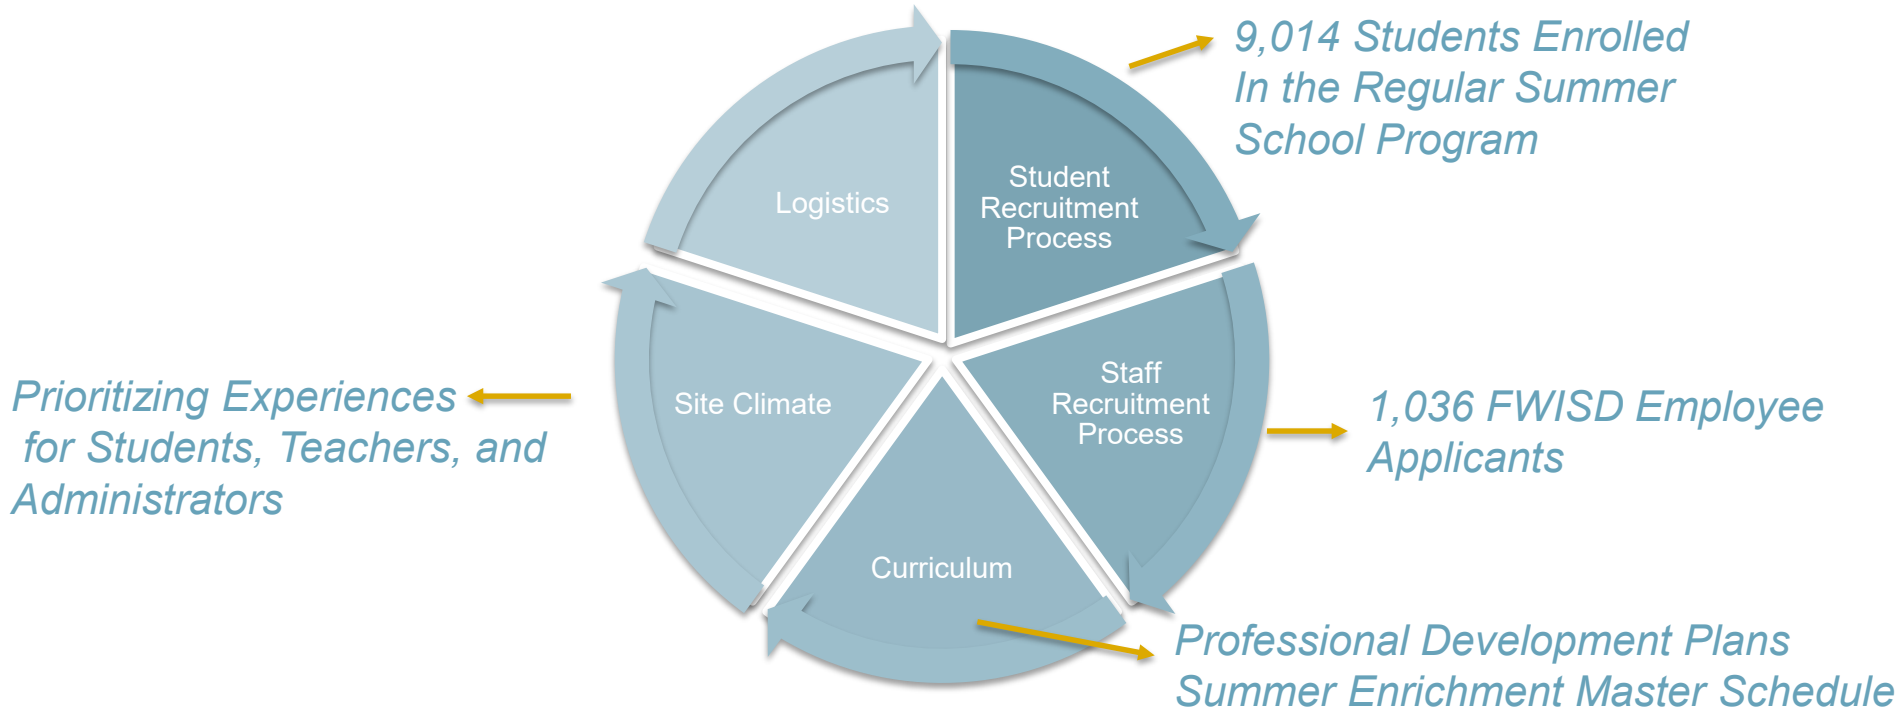 9,014 Students Enrolled
In the Regular Summer
School Program
Logistics
Student
Recruitment
Process
Prioritizing Experiences
for Students, Teachers, and
Administrators
Site Climate
Staff
Recruitment
Process
1,036 FWISD Employee
Applicants
Curriculum
Professional Development Plans
Summer Enrichment Master Schedule